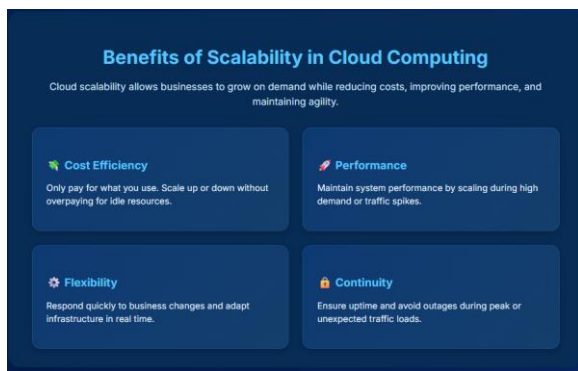 Benefits of Scalability in Cloud Computing
Cloud scalability allows businesses to grow on demand while reducing costs, improving performance, and
maintaining agility.
Cost Efficiency
Only pay for what you use. Scale up or down without
overpaying for idle resources.
Performance
Maintain system performance by scaling during high
demand or traffic spikes.
Flexibility
Respond quickly to business changes and adapt
infrastructure in real time.
Continuity
Ensure uptime and avoid outages during peak or
unexpected traffic loads.